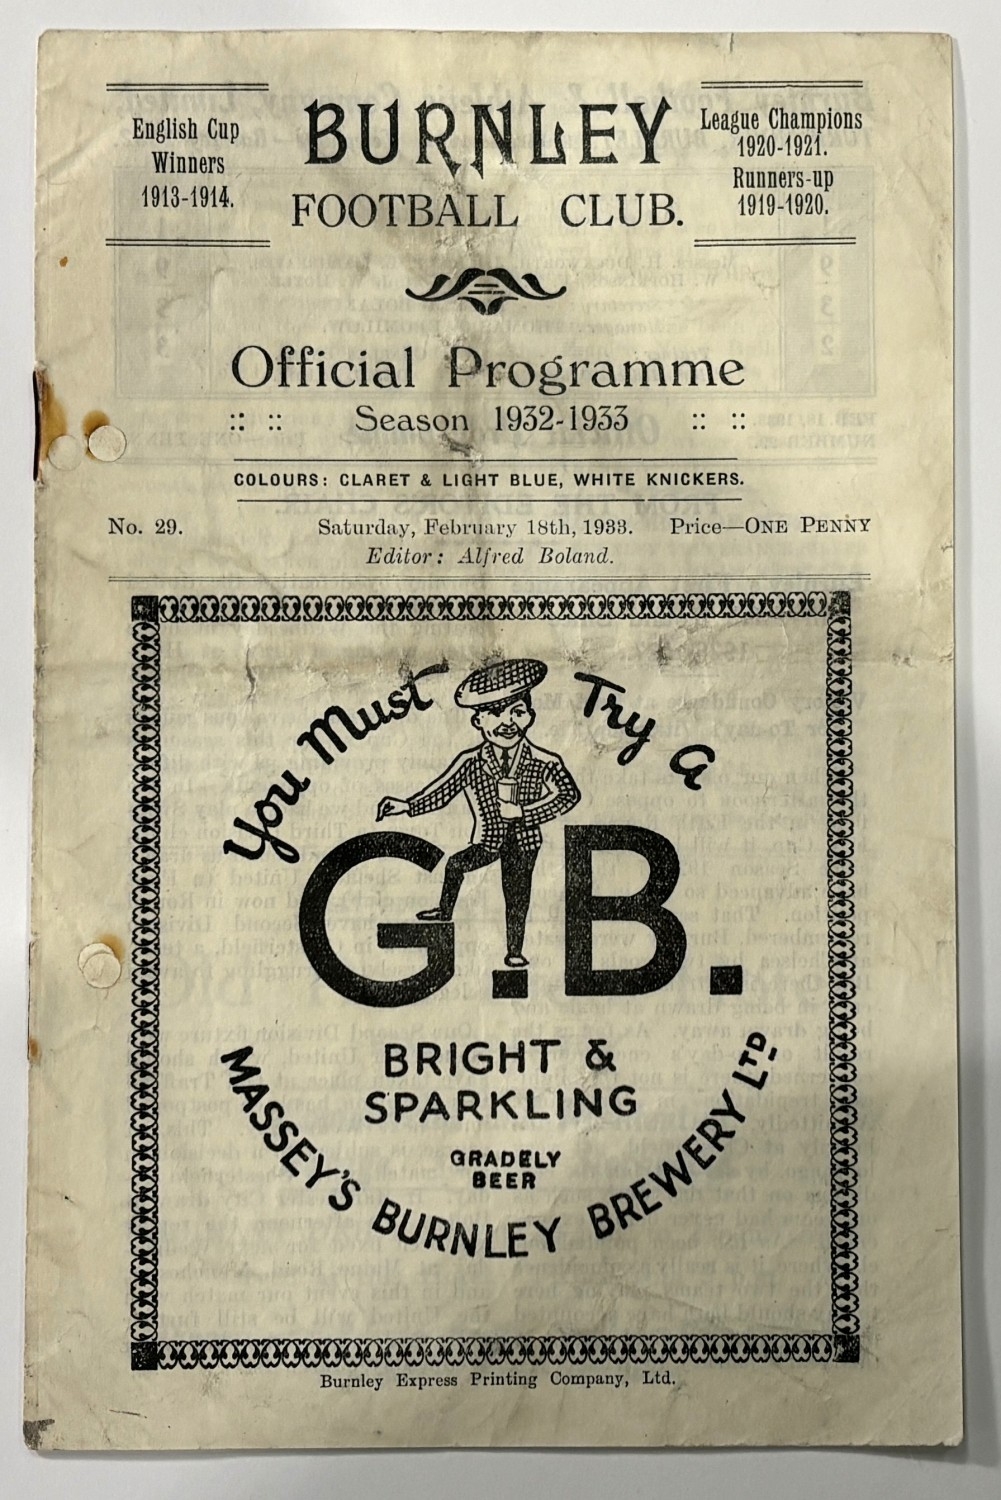 English Cup
Winners
1913-1914.
BURNLEY
FOOTBALL CLUB.
League Champions
1920-1921.
Runners-up
1919-1920.
Official Programme
:: :: Season 1932-1933 :: ::
COLOURS: CLARET & LIGHT BLUE, WHITE KNICKERS.
No. 29. Saturday, February 18th, 1933. Price—ONE PENNY
Editor: Alfred Boland.
You Must Try A
G.B.
BRIGHT &
SPARKLING
GRADELY
BEER
MASSEY'S BURNLEY BREWERY LTD
Burnley Express Printing Company, Ltd.